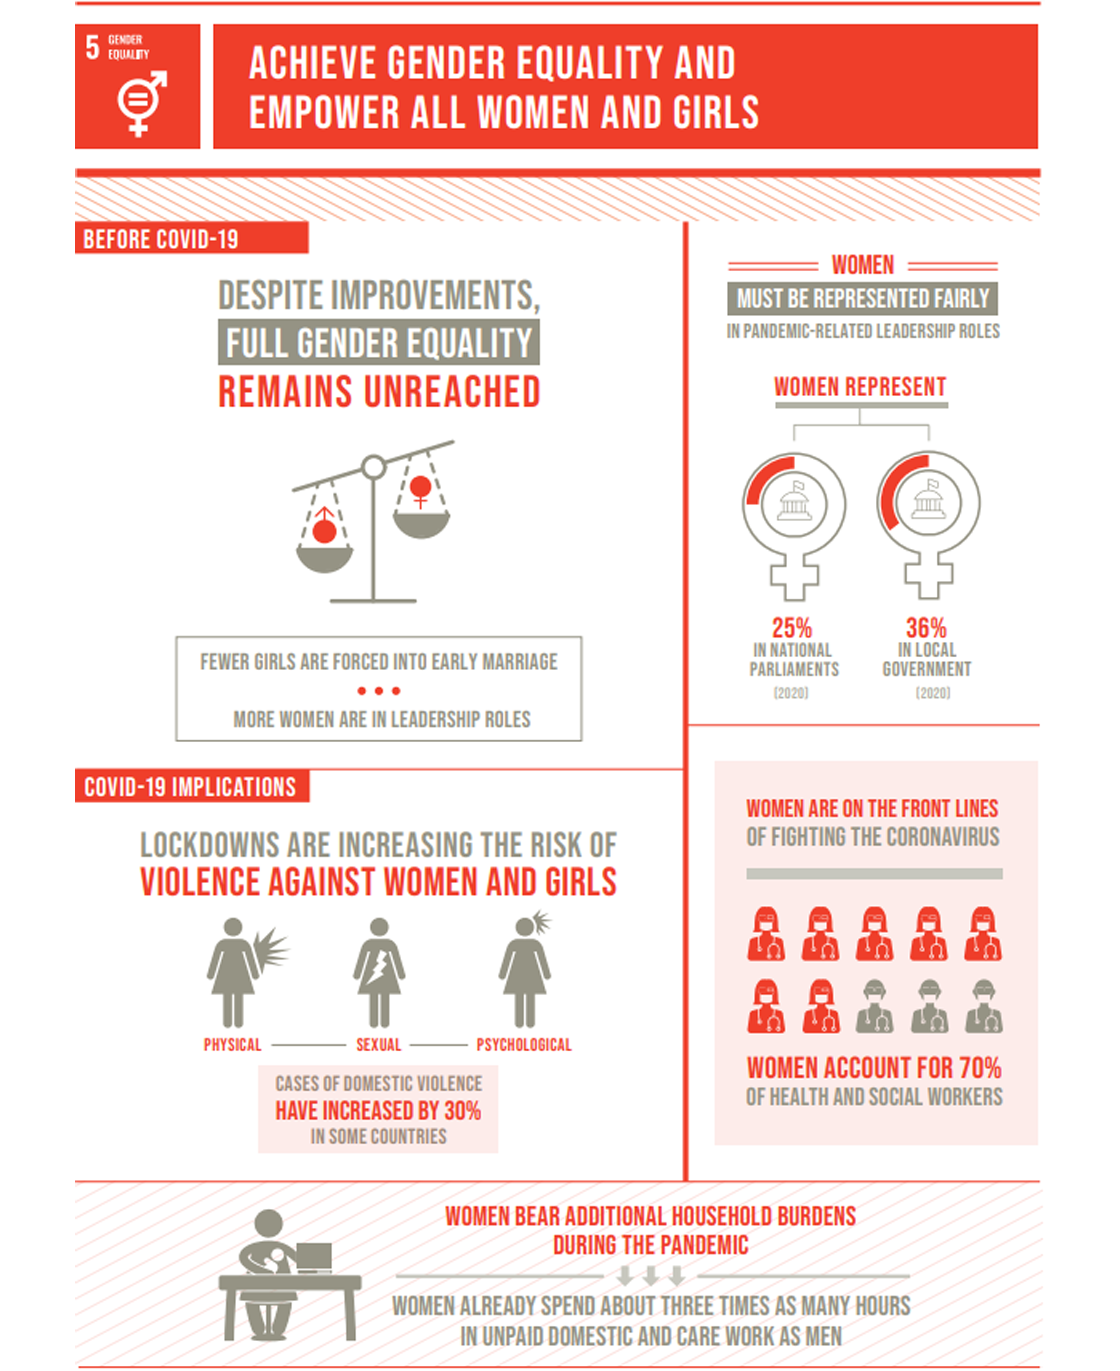 5 GENDER
EQUALITY
ACHIEVE GENDER EQUALITY AND
EMPOWER ALL WOMEN AND GIRLS
BEFORE COVID-19
DESPITE IMPROVEMENTS,
FULL GENDER EQUALITY
REMAINS UNREACHED
FEWER GIRLS ARE FORCED INTO EARLY MARRIAGE
MORE WOMEN ARE IN LEADERSHIP ROLES
WOMEN
MUST BE REPRESENTED FAIRLY
IN PANDEMIC-RELATED LEADERSHIP ROLES
WOMEN REPRESENT
25%
IN NATIONAL
PARLIAMENTS
(2020)
36%
IN LOCAL
GOVERNMENT
(2020)
COVID-19 IMPLICATIONS
LOCKDOWNS ARE INCREASING THE RISK OF
VIOLENCE AGAINST WOMEN AND GIRLS
PHYSICAL SEXUAL PSYCHOLOGICAL
CASES OF DOMESTIC VIOLENCE
HAVE INCREASED BY 30%
IN SOME COUNTRIES
WOMEN ARE ON THE FRONT LINES
OF FIGHTING THE CORONAVIRUS
WOMEN ACCOUNT FOR 70%
OF HEALTH AND SOCIAL WORKERS
WOMEN BEAR ADDITIONAL HOUSEHOLD BURDENS
DURING THE PANDEMIC
WOMEN ALREADY SPEND ABOUT THREE TIMES AS MANY HOURS
IN UNPAID DOMESTIC AND CARE WORK AS MEN